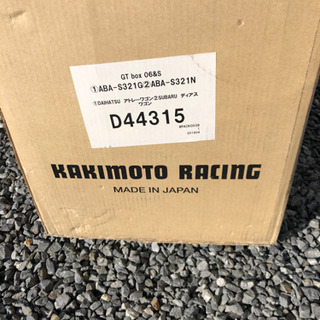 GT box 06&S
①ABA-S321G②ABA-S321N
①DAIHATSU アトレーワゴン②SUBARU ディアス
ワゴン
D44315
KAKIMOTO RACING
MADE IN JAPAN